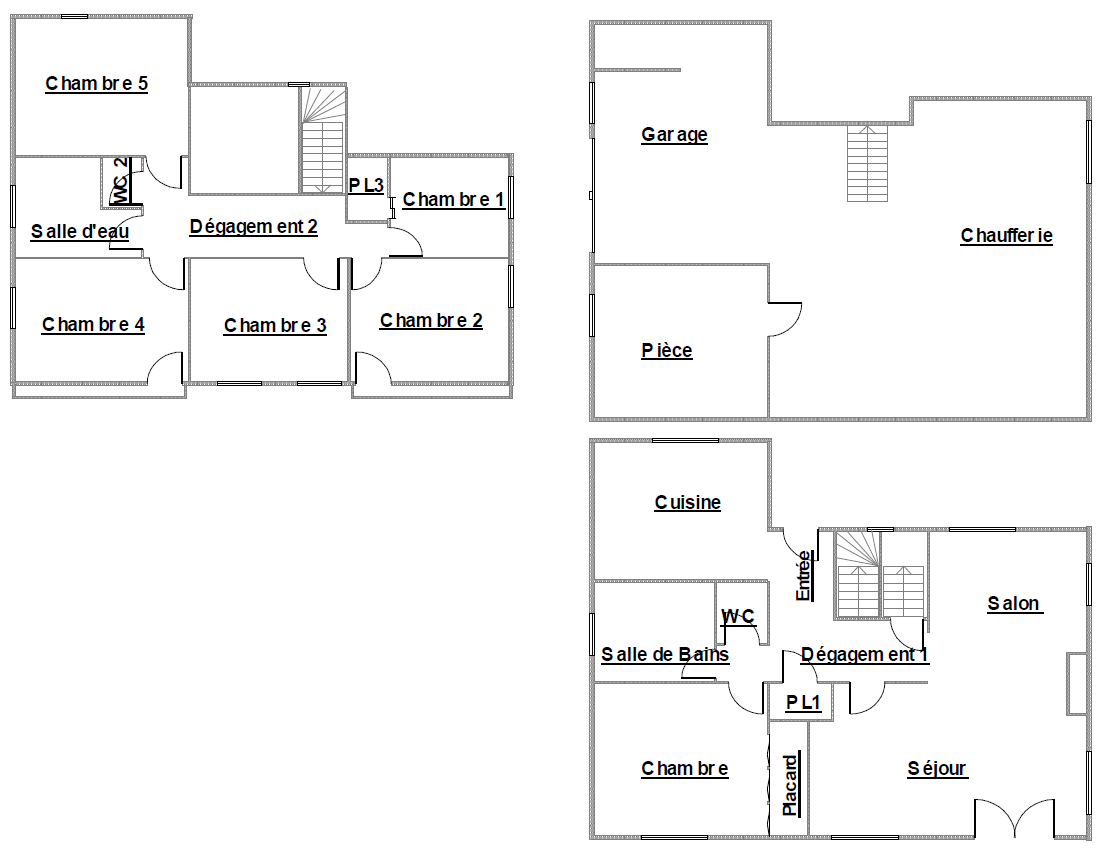 Chambre 5
WC 2
PL3
Chambre 1
Salle d'eau
Dégagement 2
Chambre 4
Chambre 3
Chambre 2
Garage
Chaufferie
Pièce
Cuisine
Entrée
Salon
WC
Salle de Bains
Dégagement 1
PL1
Chambre
Placard
Séjour